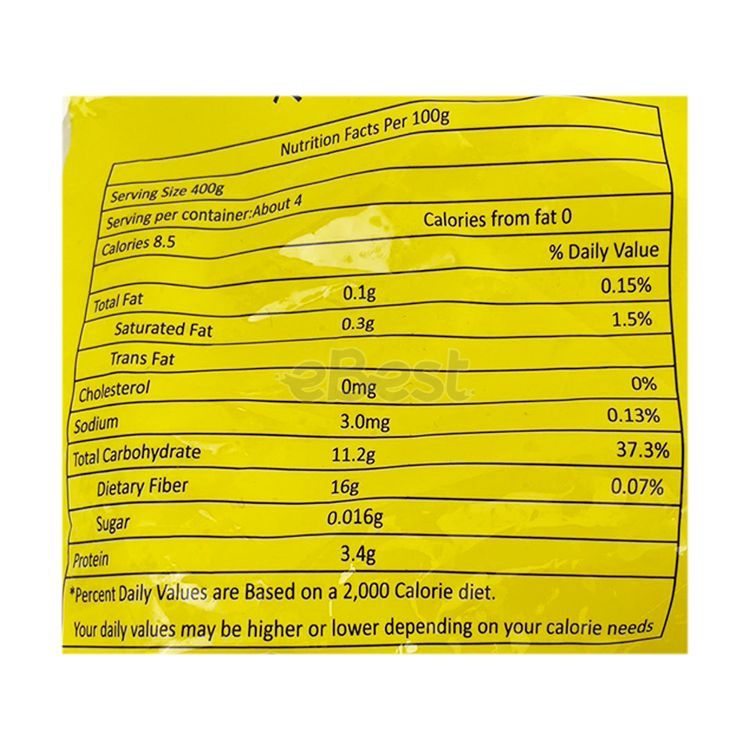 Nutrition Facts Per 100g
Serving Size 400g
Serving per container:About 4
Calories 8.5 Calories from fat 0
% Daily Value
Total Fat 0.1g 0.15%
Saturated Fat 0.3g 1.5%
Trans Fat
eBest
Cholesterol 0mg 0%
Sodium 3.0mg 0.13%
Total Carbohydrate 11.2g 37.3%
Dietary Fiber 16g 0.07%
Sugar 0.016g
Protein 3.4g
*Percent Daily Values are Based on a 2,000 Calorie diet.
Your daily values may be higher or lower depending on your calorie needs